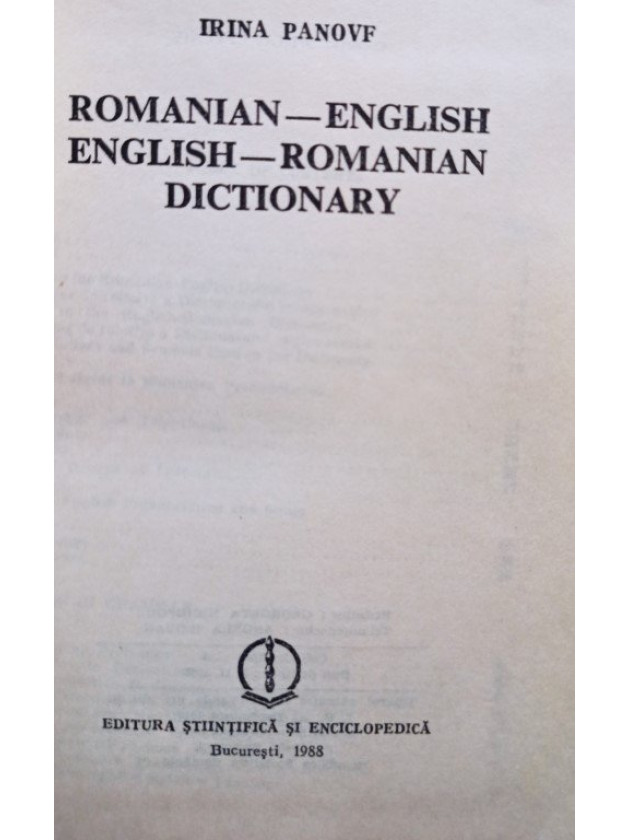 IRINA PANOVF
ROMANIAN—ENGLISH
ENGLISH—ROMANIAN
DICTIONARY
EDITURA ŞTIINŢIFICĂ ŞI ENCICLOPEDICĂ
Bucureşti, 1988